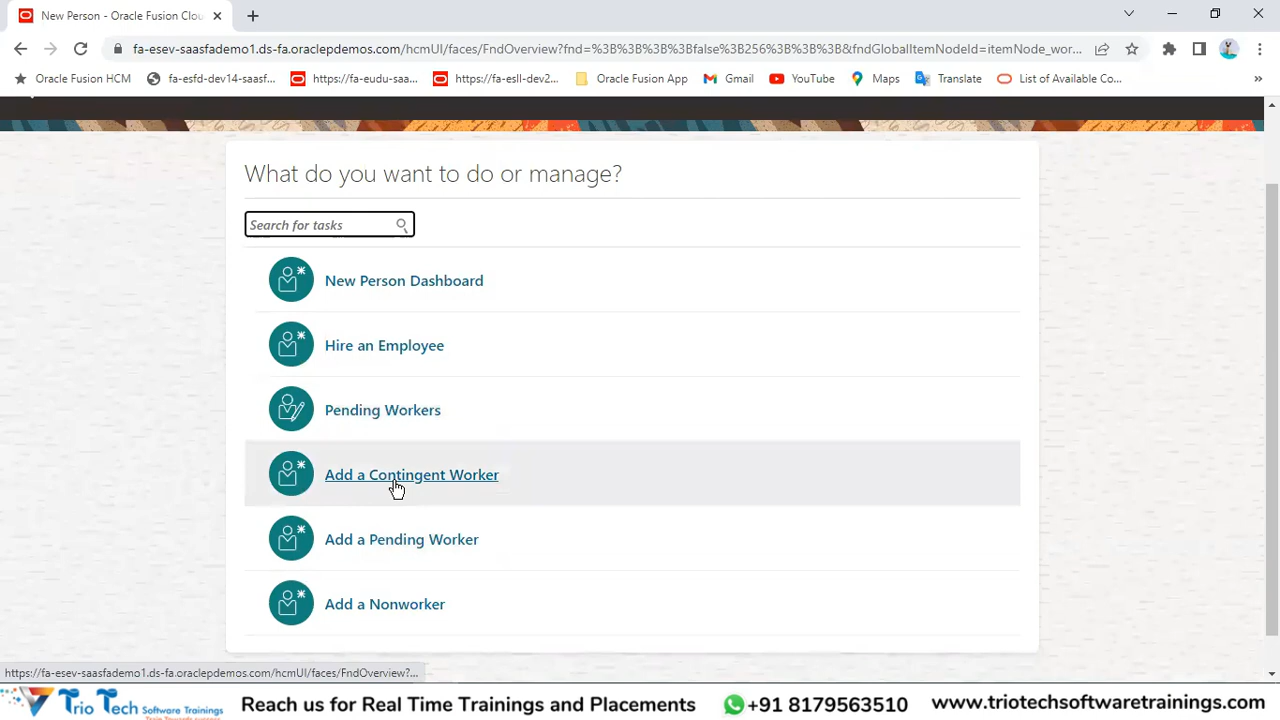 New Person - Oracle Fusion Clou
fa-esev-saasfademo1.ds-fa.oraclepdemos.com/hcmUI/faces/FndOverview?fnd=%3B%3B%3B%3Bfalse%3B256%3B%3B%3B&fndGlobalItemNodeId=itemNode_wor...
Oracle Fusion HCM fa-esfd-dev14-saasf... https://fa-eudu-saa... https://fa-esll-dev2... Oracle Fusion App Gmail YouTube Maps Translate List of Available Co... »
What do you want to do or manage?
Search for tasks
New Person Dashboard
Hire an Employee
Pending Workers
Add a Contingent Worker
Add a Pending Worker
Add a Nonworker
https://fa-esev-saasfademo1.ds-fa.oraclepdemos.com/hcmUI/faces/FndOverview?...
Trio Tech Software Trainings Reach us for Real Time Trainings and Placements +91 8179563510 www.triotechsoftwaretrainings.com
Trio Towards success